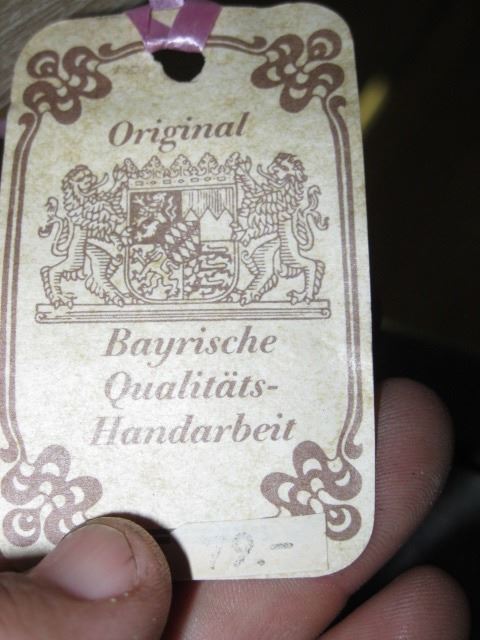 Original
Bayrische
Qualitäts-
Handarbeit
79.-